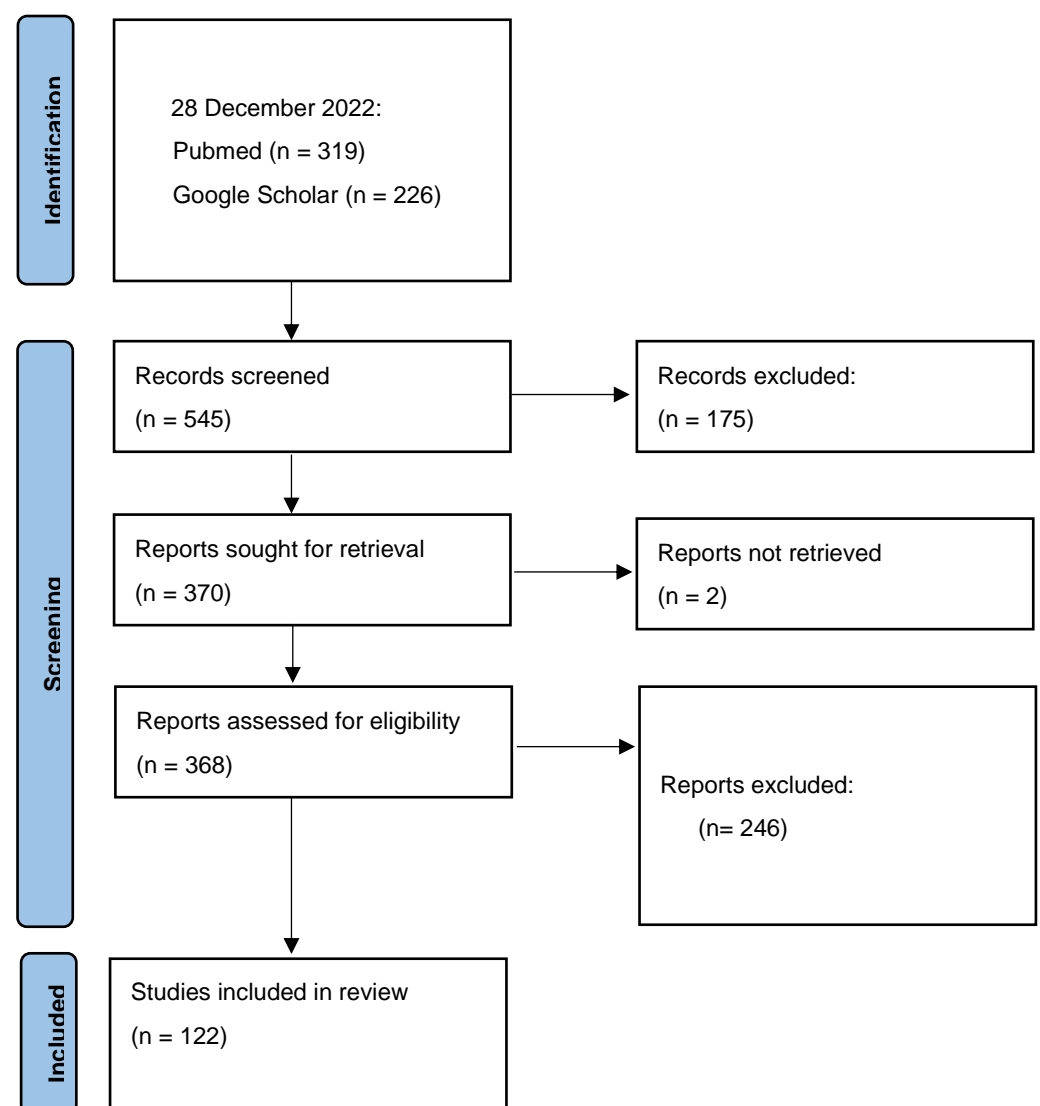 Identification
28 December 2022:
Pubmed (n = 319)
Google Scholar (n = 226)
Screening
Records screened
(n = 545)
Records excluded:
(n = 175)
Reports sought for retrieval
(n = 370)
Reports not retrieved
(n = 2)
Reports assessed for eligibility
(n = 368)
Reports excluded:
(n= 246)
Included
Studies included in review
(n = 122)